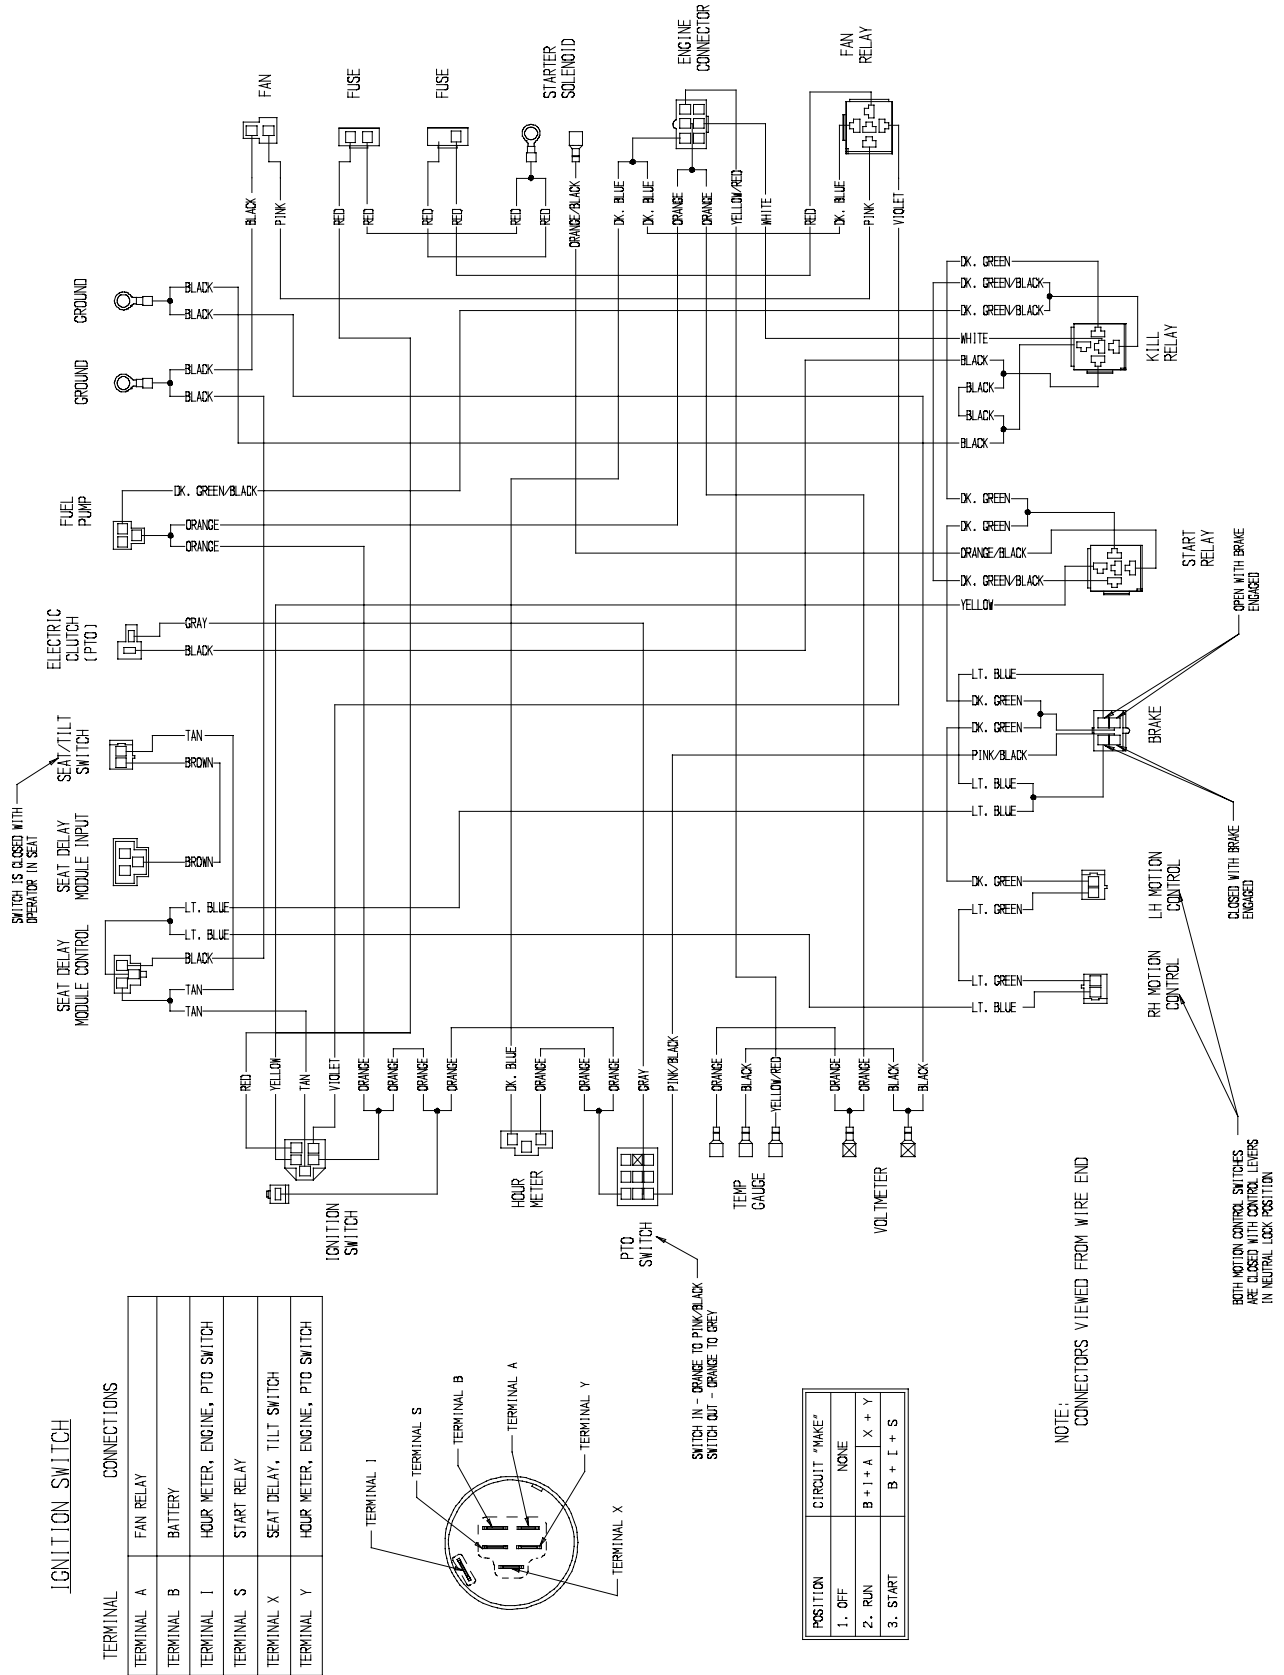 IGNITION SWITCH
TERMINAL CONNECTIONS
TERMINAL A FAN RELAY
TERMINAL B BATTERY
TERMINAL I HOUR METER, ENGINE, PTO SWITCH
TERMINAL S START RELAY
TERMINAL X SEAT DELAY, TILT SWITCH
TERMINAL Y HOUR METER, ENGINE, PTO SWITCH
TERMINAL I
TERMINAL S
TERMINAL B
TERMINAL A
TERMINAL Y
TERMINAL X
POSITION CIRCUIT "MAKE"
1. OFF NONE
2. RUN B + I + A X + Y
3. START B + I + S
NOTE:
CONNECTORS VIEWED FROM WIRE END
SWITCH IN - ORANGE TO PINK/BLACK
SWITCH OUT - ORANGE TO GREY
BOTH MOTION CONTROL SWITCHES
ARE CLOSED WITH CONTROL LEVERS
IN NEUTRAL LOCK POSITION
SWITCH IS CLOSED WITH
OPERATOR IN SEAT
SEAT DELAY
MODULE CONTROL
SEAT DELAY
MODULE INPUT
SEAT/TILT
SWITCH
ELECTRIC
CLUTCH
(PTO)
FUEL
PUMP
GROUND
GROUND
FAN
FUSE
FUSE
STARTER
SOLENOID
ENGINE
CONNECTOR
FAN
RELAY
KILL
RELAY
START
RELAY
OPEN WITH BRAKE
ENGAGED
BRAKE
CLOSED WITH BRAKE
ENGAGED
LH MOTION
CONTROL
RH MOTION
CONTROL
IGNITION
SWITCH
HOUR
METER
PTO
SWITCH
TEMP
GAUGE
VOLTMETER
BLACK
PINK
RED
RED
RED
RED
RED
RED
ORANGE/BLACK
DK. BLUE
DK. BLUE
ORANGE
ORANGE
YELLOW/RED
WHITE
RED
DK. BLUE
PINK
VIOLET
BLACK
BLACK
BLACK
BLACK
DK. GREEN/BLACK
ORANGE
ORANGE
GRAY
BLACK
TAN
BROWN
BROWN
LT. BLUE
LT. BLUE
BLACK
TAN
TAN
DK. GREEN
DK. GREEN/BLACK
DK. GREEN/BLACK
WHITE
BLACK
BLACK
BLACK
BLACK
DK. GREEN
DK. GREEN
ORANGE/BLACK
DK. GREEN/BLACK
YELLOW
LT. BLUE
DK. GREEN
DK. GREEN
PINK/BLACK
LT. BLUE
LT. BLUE
DK. GREEN
LT. GREEN
LT. GREEN
LT. BLUE
RED
YELLOW
TAN
VIOLET
ORANGE
ORANGE
ORANGE
ORANGE
DK. BLUE
ORANGE
ORANGE
ORANGE
GRAY
PINK/BLACK
ORANGE
BLACK
YELLOW/RED
ORANGE
ORANGE
BLACK
BLACK